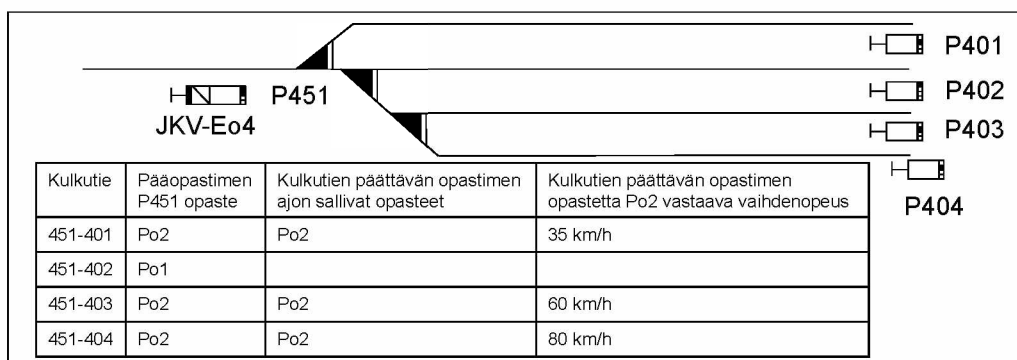 P401
P451
P402
JKV-Eo4
P403
P404
Kulkutie
Pääopastimen
P451 opaste
Kulkutien päättävän opastimen
ajon sallivat opasteet
Kulkutien päättävän opastimen
opastetta Po2 vastaava vaihdenopeus
451-401 Po2 Po2 35 km/h
451-402 Po1
451-403 Po2 Po2 60 km/h
451-404 Po2 Po2 80 km/h